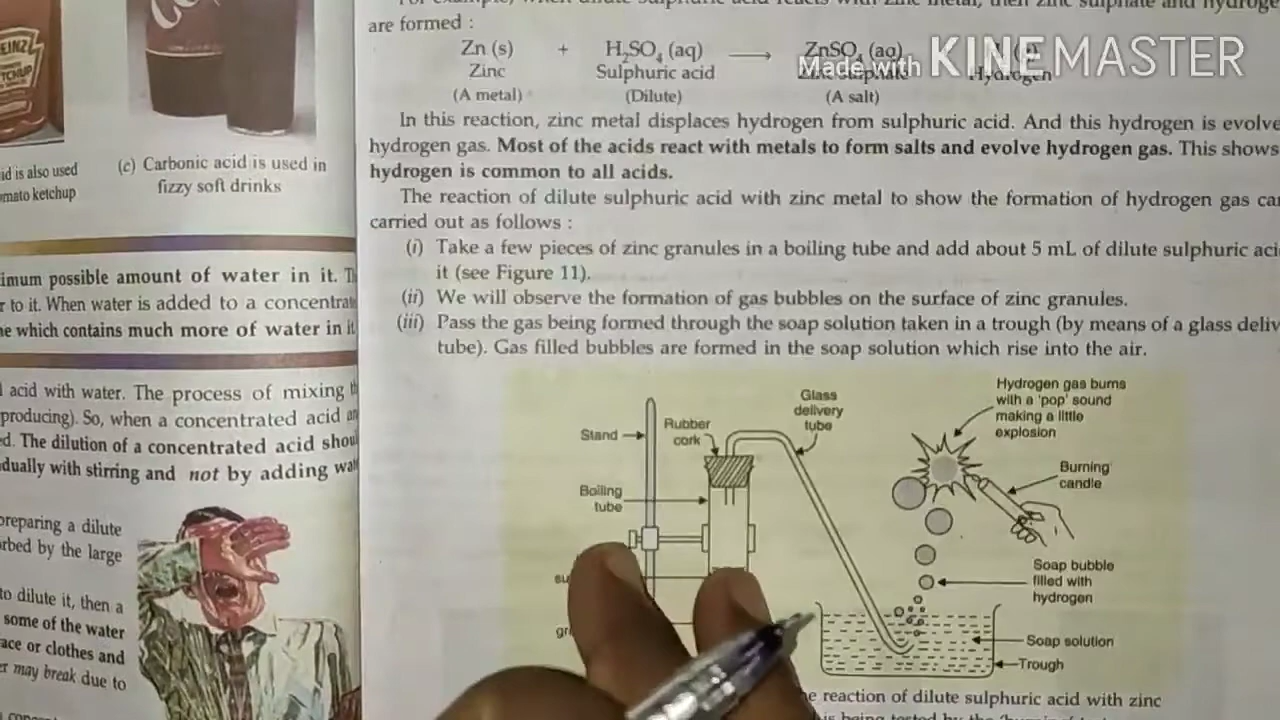 HEINZ
TCHUP
id is also used
mato ketchup
(c) Carbonic acid is used in
fizzy soft drinks
imum possible amount of water in it.
r to it. When water is added to a
ne which contains much more of water in it
acid with water. The process of mixing
producing). So, when a concentrated acid
ed. The dilution of a concentrated acid
dually with stirring and not by adding
preparing a dilute
rbed by the large
to dilute it, then a
some of the water
ace or clothes and
er may break due to
are formed :
Zn (s) + H₂SO₄ (aq) ⟶ ZnSO₄ (aq)
Zinc Sulphuric acid Hydrogen
(A metal) (Dilute) (A salt)
Made with KINEMASTER
In this reaction, zinc metal displaces hydrogen from sulphuric acid. And this hydrogen is evolve
hydrogen gas. Most of the acids react with metals to form salts and evolve hydrogen gas. This shows
hydrogen is common to all acids.
The reaction of dilute sulphuric acid with zinc metal to show the formation of hydrogen gas can
carried out as follows :
(i) Take a few pieces of zinc granules in a boiling tube and add about 5 mL of dilute sulphuric aci
it (see Figure 11).
(ii) We will observe the formation of gas bubbles on the surface of zinc granules.
(iii) Pass the gas being formed through the soap solution taken in a trough (by means of a glass deliv
tube). Gas filled bubbles are formed in the soap solution which rise into the air.
Stand
Rubber
cork
Glass
delivery
tube
Hydrogen gas burns
with a 'pop' sound
making a little
explosion
Burning
candle
Boiling
tube
Soap bubble
filled with
hydrogen
su
gr
Soap solution
Trough
e reaction of dilute sulphuric acid with zinc